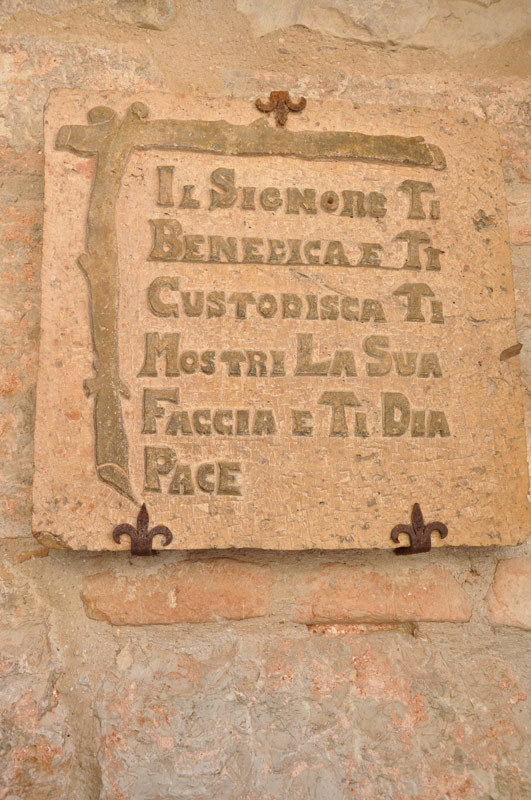 Il Signore Ti
Benedica e Ti
Custodisca Ti
Mostri La Sua
Faccia e Ti Dia
Pace